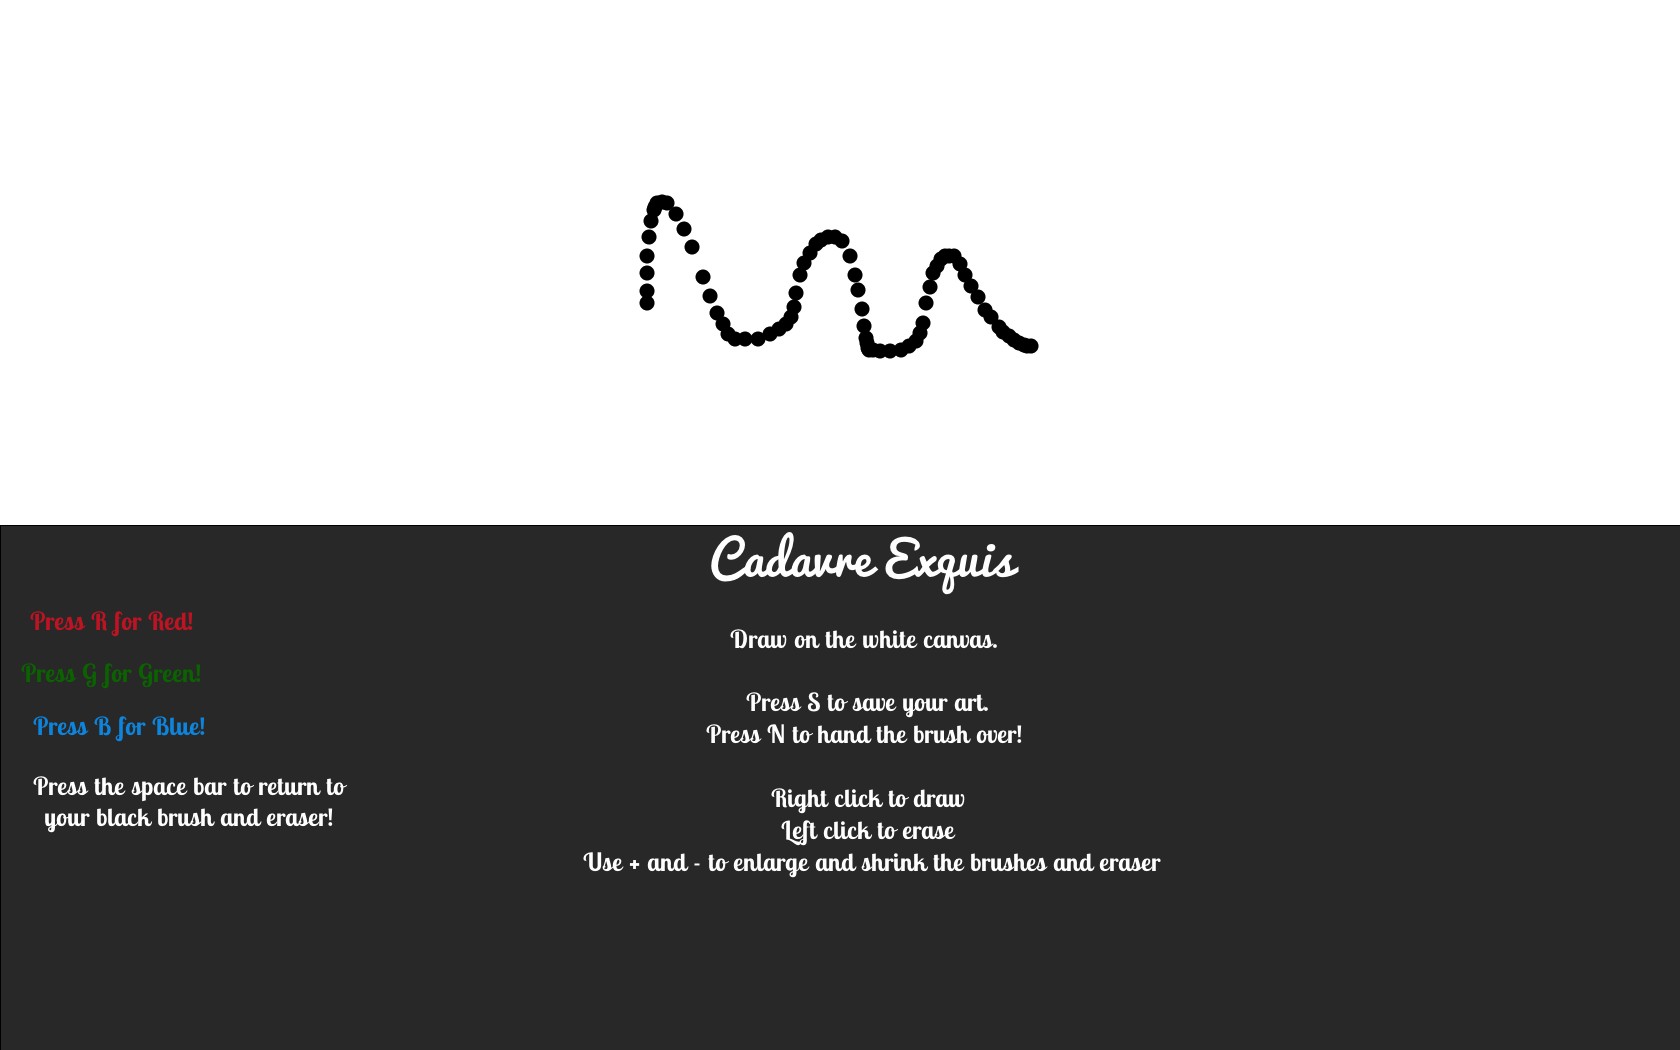 Cadavre Exquis
Press R for Red!
Press G for Green!
Press B for Blue!
Press the space bar to return to
your black brush and eraser!
Draw on the white canvas.
Press S to save your art.
Press N to hand the brush over!
Right click to draw
Left click to erase
Use + and - to enlarge and shrink the brushes and eraser